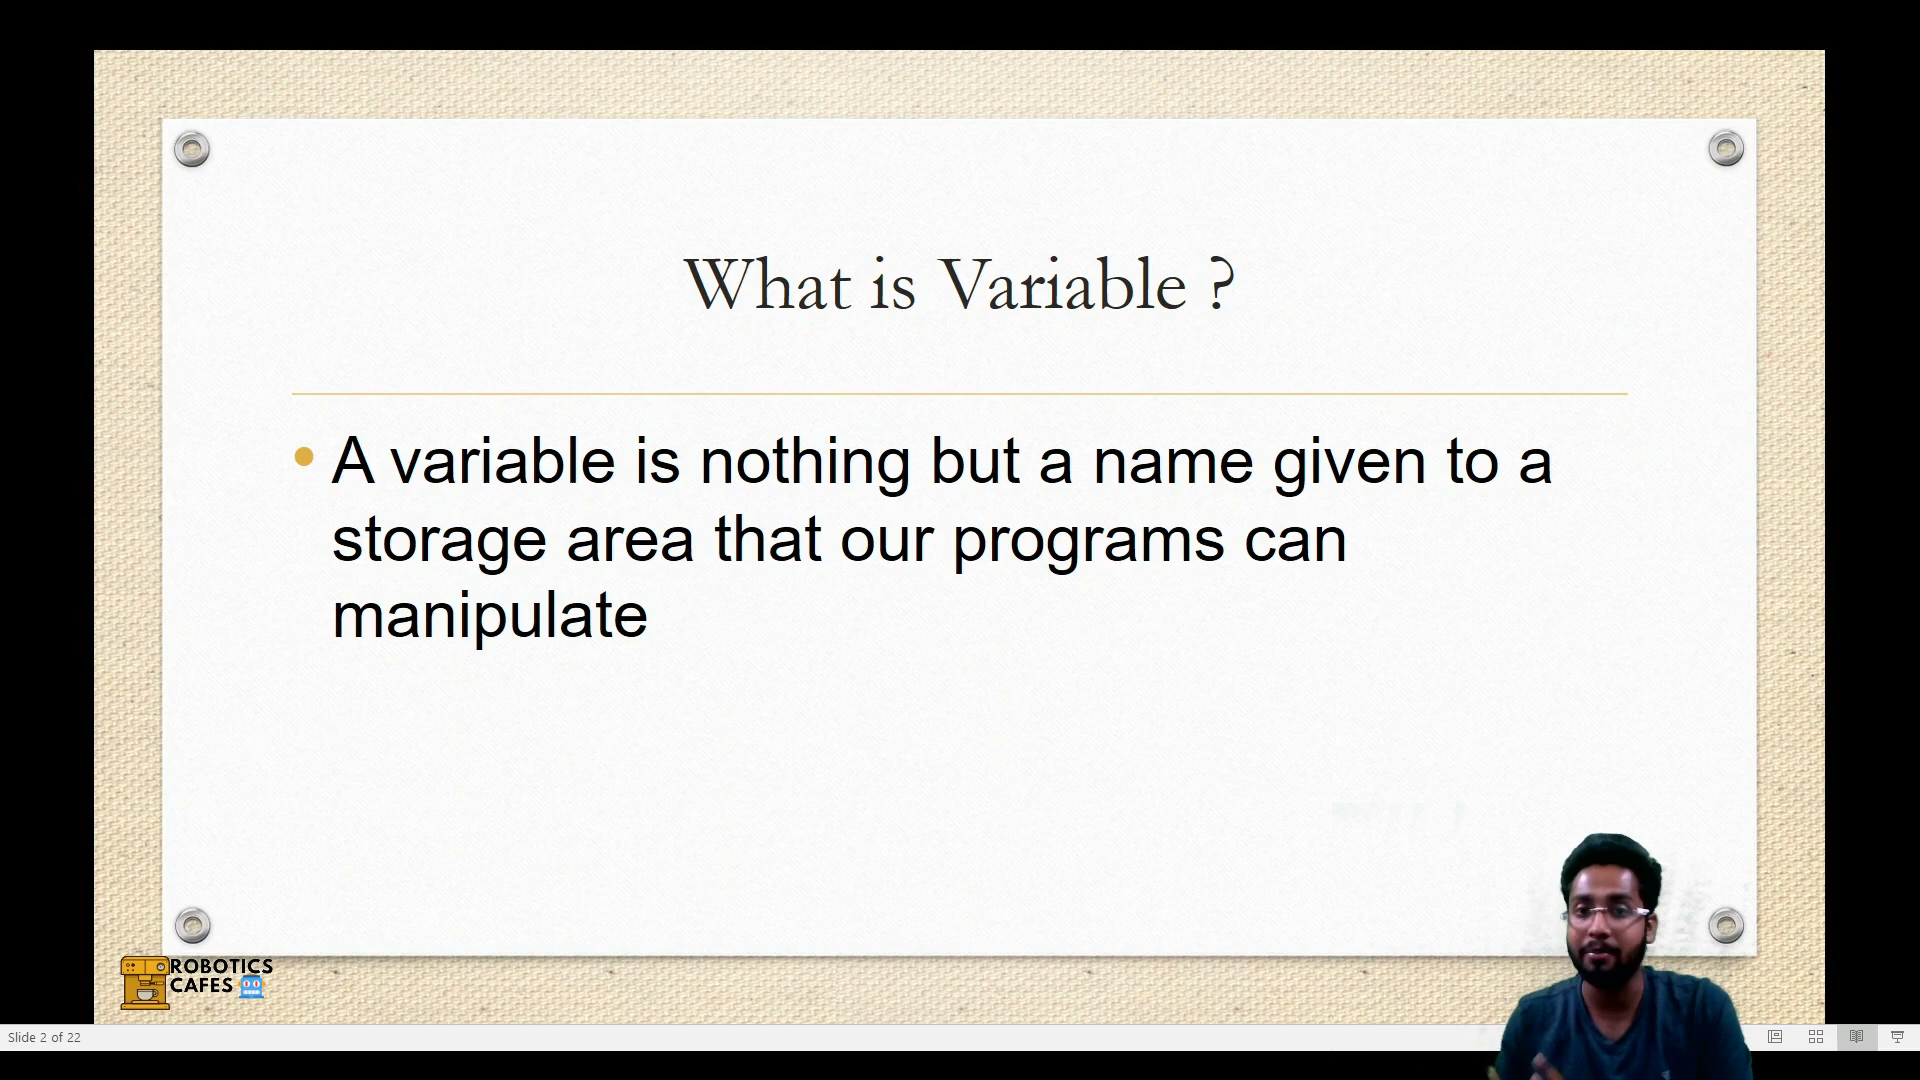 What is Variable ?
A variable is nothing but a name given to a
storage area that our programs can
manipulate
ROBOTICS
CAFES
Slide 2 of 22